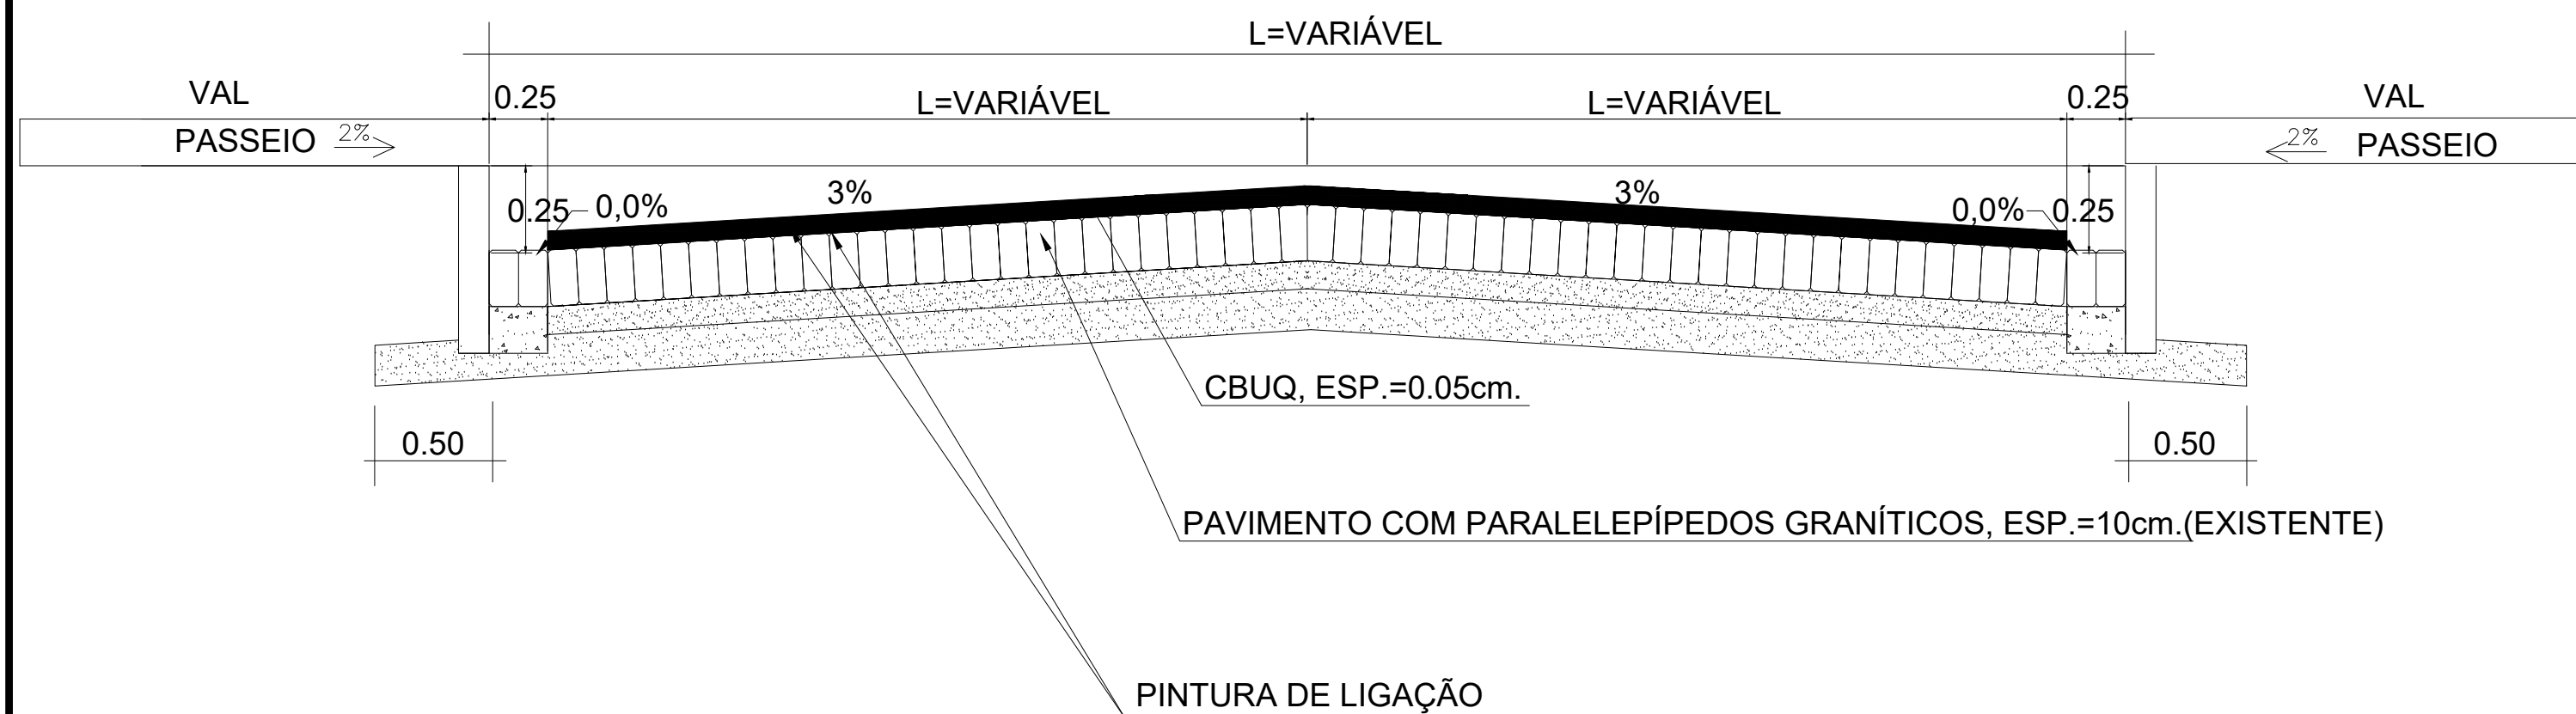 L=VARIÁVEL
VAL 0.25 L=VARIÁVEL L=VARIÁVEL 0.25 VAL
PASSEIO 2% 2% PASSEIO
3% 3%
0.25 0,0% 0,0% 0.25
CBUQ, ESP.=0.05cm.
0.50 0.50
PAVIMENTO COM PARALELEPÍPEDOS GRANÍTICOS, ESP.=10cm.(EXISTENTE)
PINTURA DE LIGAÇÃO